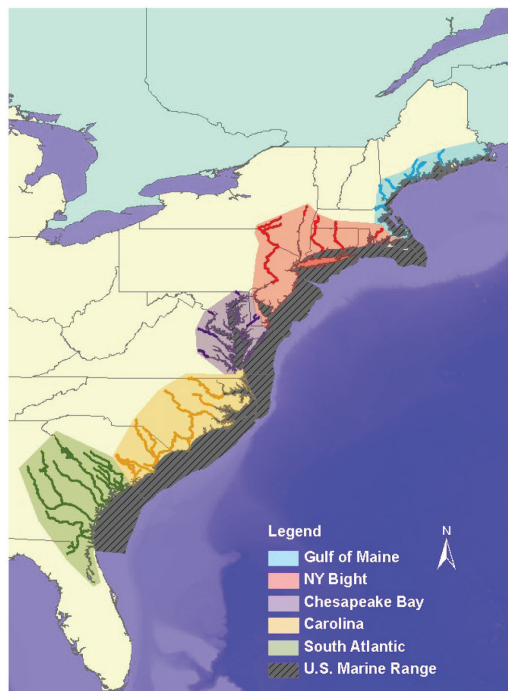 Legend
N
Gulf of Maine
NY Bight
Chesapeake Bay
Carolina
South Atlantic
U.S. Marine Range